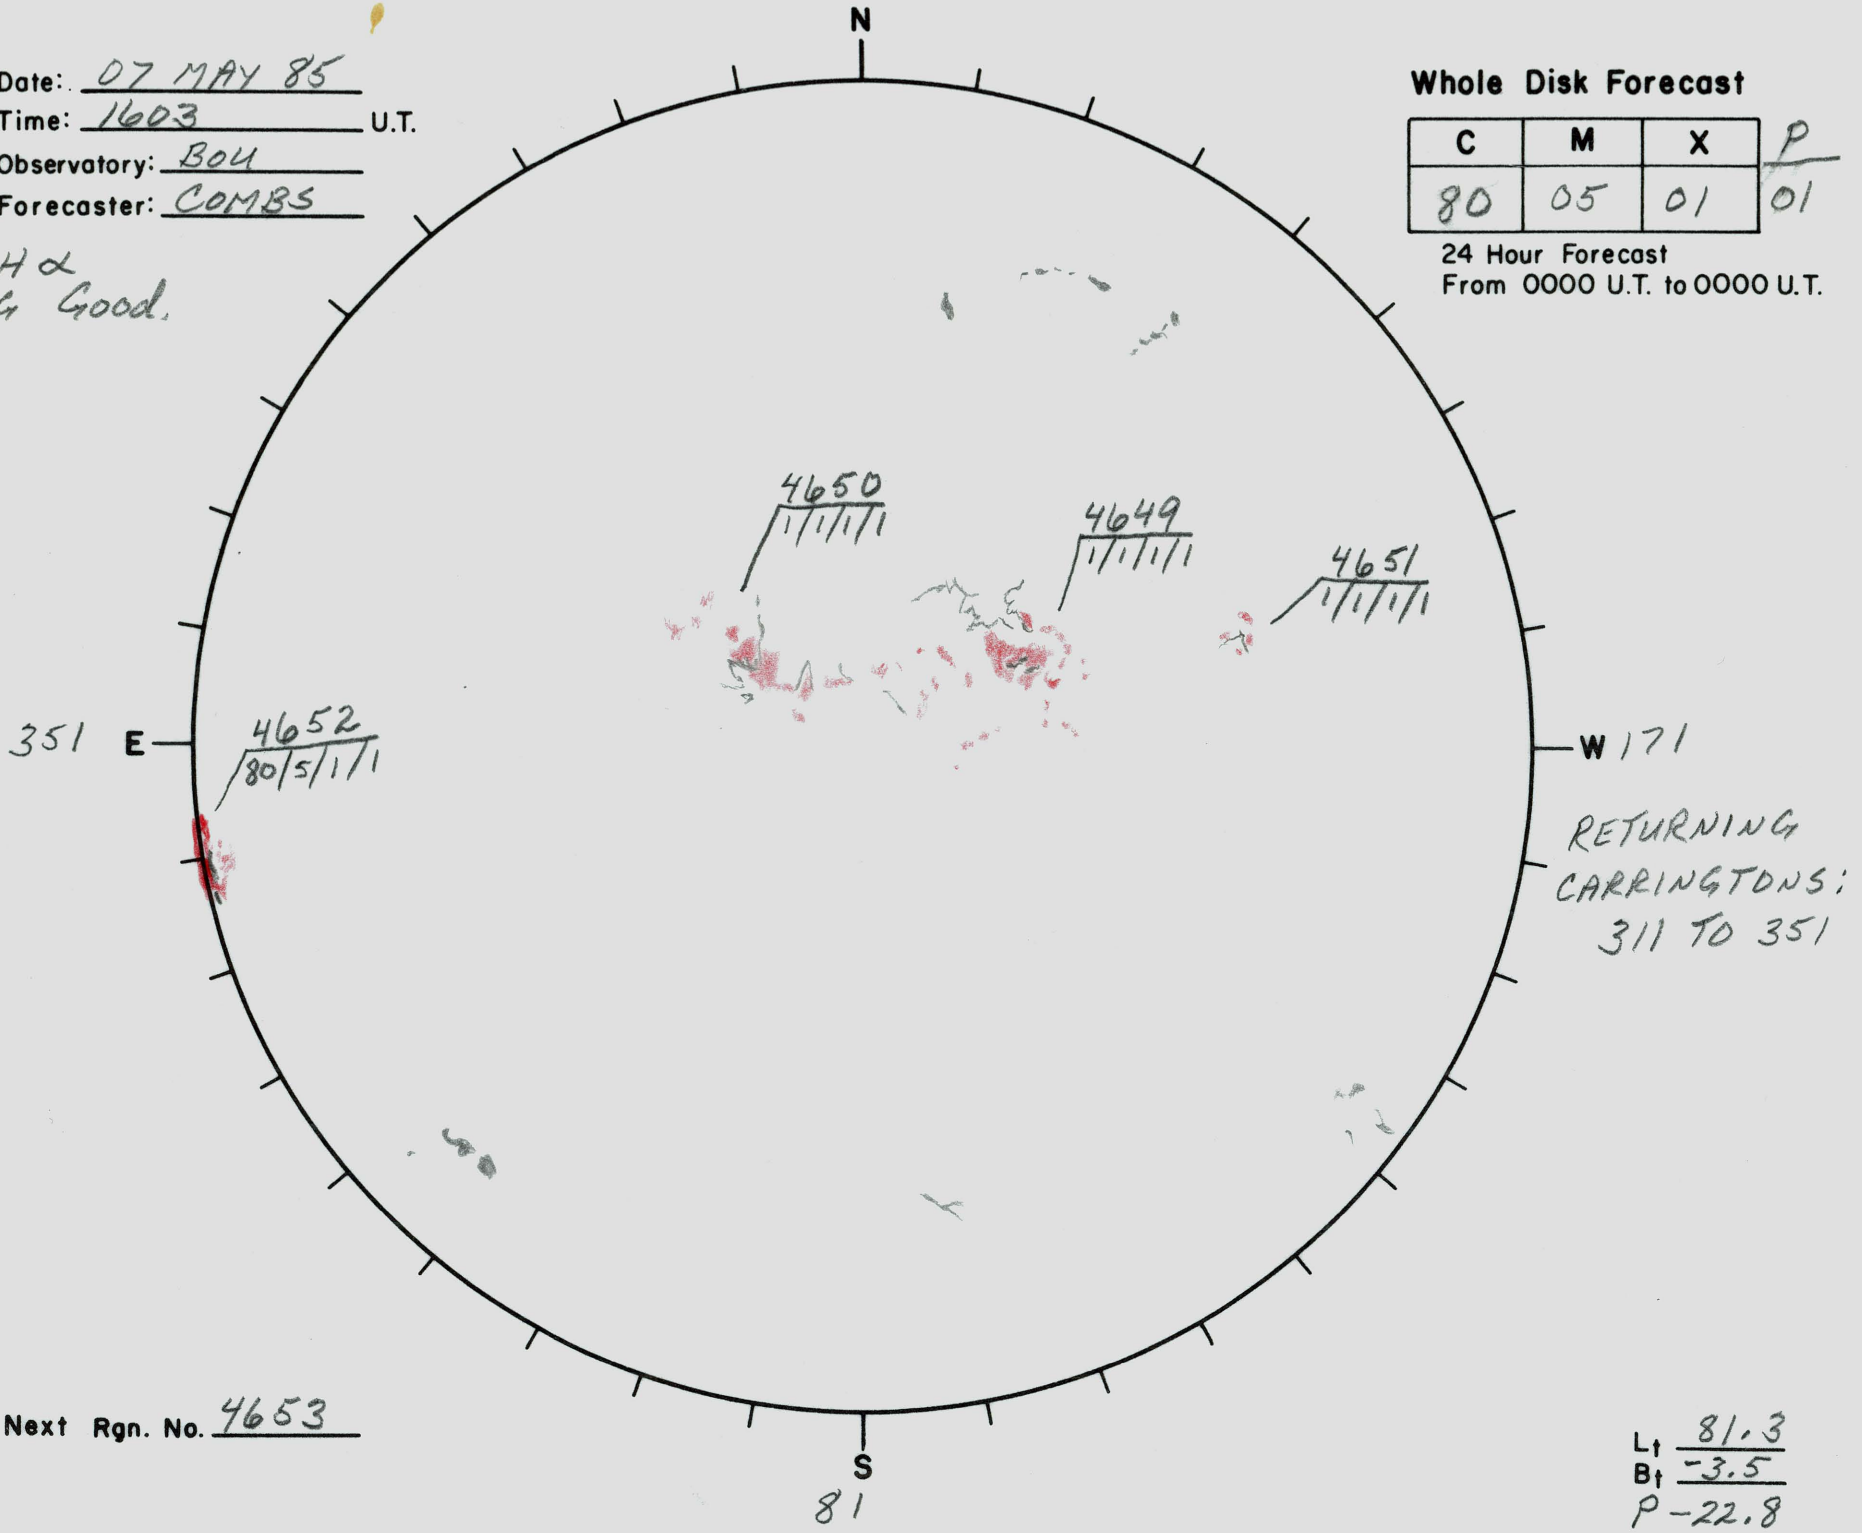 N
Date: 07 MAY 85
Time: 1603 U.T.
Observatory: BOU
Forecaster: COMBS
Hα
Good.
Whole Disk Forecast
C M X P
80 05 01 01
24 Hour Forecast
From 0000 U.T. to 0000 U.T.
4650
1/1/1/1
4649
1/1/1/1
4651
1/1/1/1
4652
80/5/1/1
351 E
W 171
RETURNING
CARRINGTONS:
311 TO 351
Next Rgn. No. 4653
S
81
Lt 81.3
Bt -3.5
P -22.8